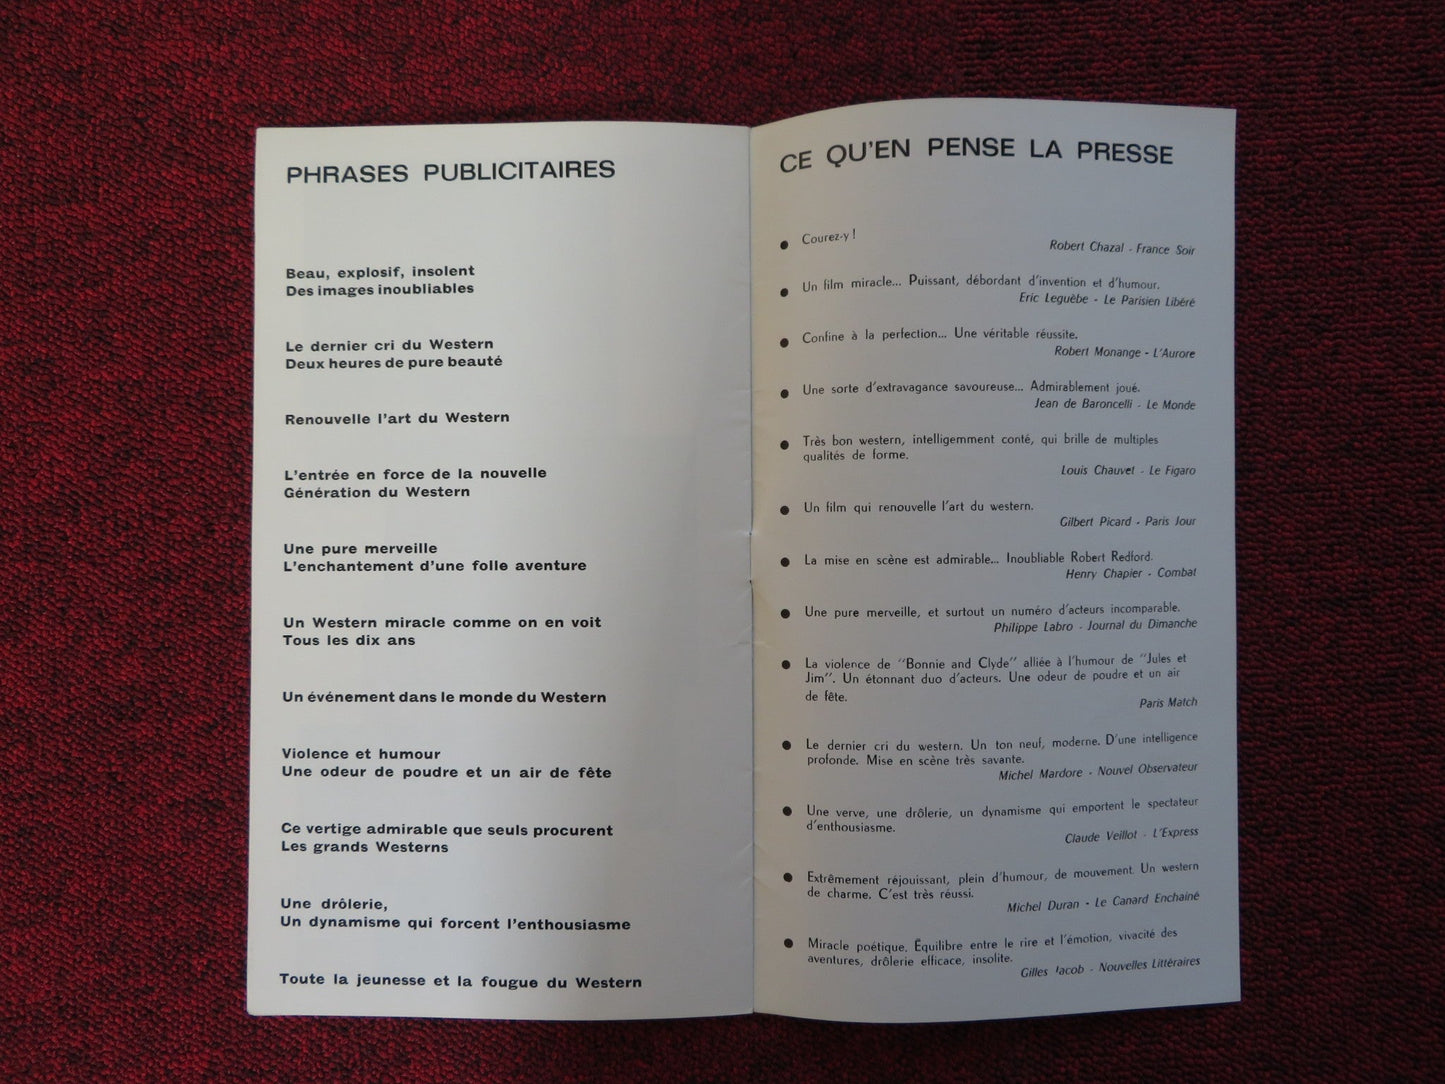 PHRASES PUBLICITAIRES
Beau, explosif, insolent
Des images inoubliables
Le dernier cri du Western
Deux heures de pure beauté
Renouvelle l'art du Western
L'entrée en force de la nouvelle
Génération du Western
Une pure merveille
L'enchantement d'une folle aventure
Un Western miracle comme on en voit
Tous les dix ans
Un événement dans le monde du Western
Violence et humour
Une odeur de poudre et un air de fête
Ce vertige admirable que seuls procurent
Les grands Westerns
Une drôlerie,
Un dynamisme qui forcent l'enthousiasme
Toute la jeunesse et la fougue du Western
CE QU'EN PENSE LA PRESSE
● Courez-y !
Robert Chazal - France Soir
● Un film miracle... Puissant, débordant d'invention et d'humour.
Eric Leguèbe - Le Parisien Libéré
● Confine à la perfection... Une véritable réussite.
Robert Monange - L'Aurore
● Une sorte d'extravagance savoureuse... Admirablement joué.
Jean de Baroncelli - Le Monde
● Très bon western, intelligemment conté, qui brille de multiples
qualités de forme.
Louis Chauvet - Le Figaro
● Un film qui renouvelle l'art du western.
Gilbert Picard - Paris Jour
● La mise en scène est admirable... Inoubliable Robert Redford.
Henry Chapier - Combat
● Une pure merveille, et surtout un numéro d'acteurs incomparable.
Philippe Labro - Journal du Dimanche
● La violence de "Bonnie and Clyde" alliée à l'humour de "Jules et
Jim". Un étonnant duo d'acteurs. Une odeur de poudre et un air
de fête.
Paris Match
● Le dernier cri du western. Un ton neuf, moderne. D'une intelligence
profonde. Mise en scène très savante.
Michel Mardore - Nouvel Observateur
● Une verve, une drôlerie, un dynamisme qui emportent le spectateur
d'enthousiasme.
Claude Veillot - L'Express
● Extrêmement réjouissant, plein d'humour, de mouvement. Un western
de charme. C'est très réussi.
Michel Duran - Le Canard Enchainé
● Miracle poétique. Équilibre entre le rire et l'émotion, vivacité des
aventures, drôlerie efficace, insolite.
Gilles Jacob - Nouvelles Littéraires